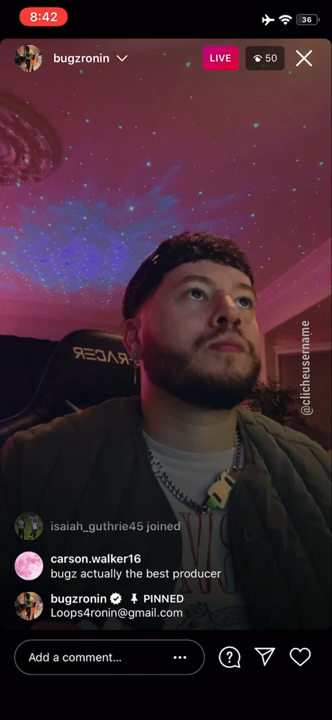 8:42
36
bugzronin
LIVE
50
@clicheusername
isaiah_guthrie45 joined
carson.walker16
bugz actually the best producer
bugzronin PINNED
Loops4ronin@gmail.com
Add a comment...